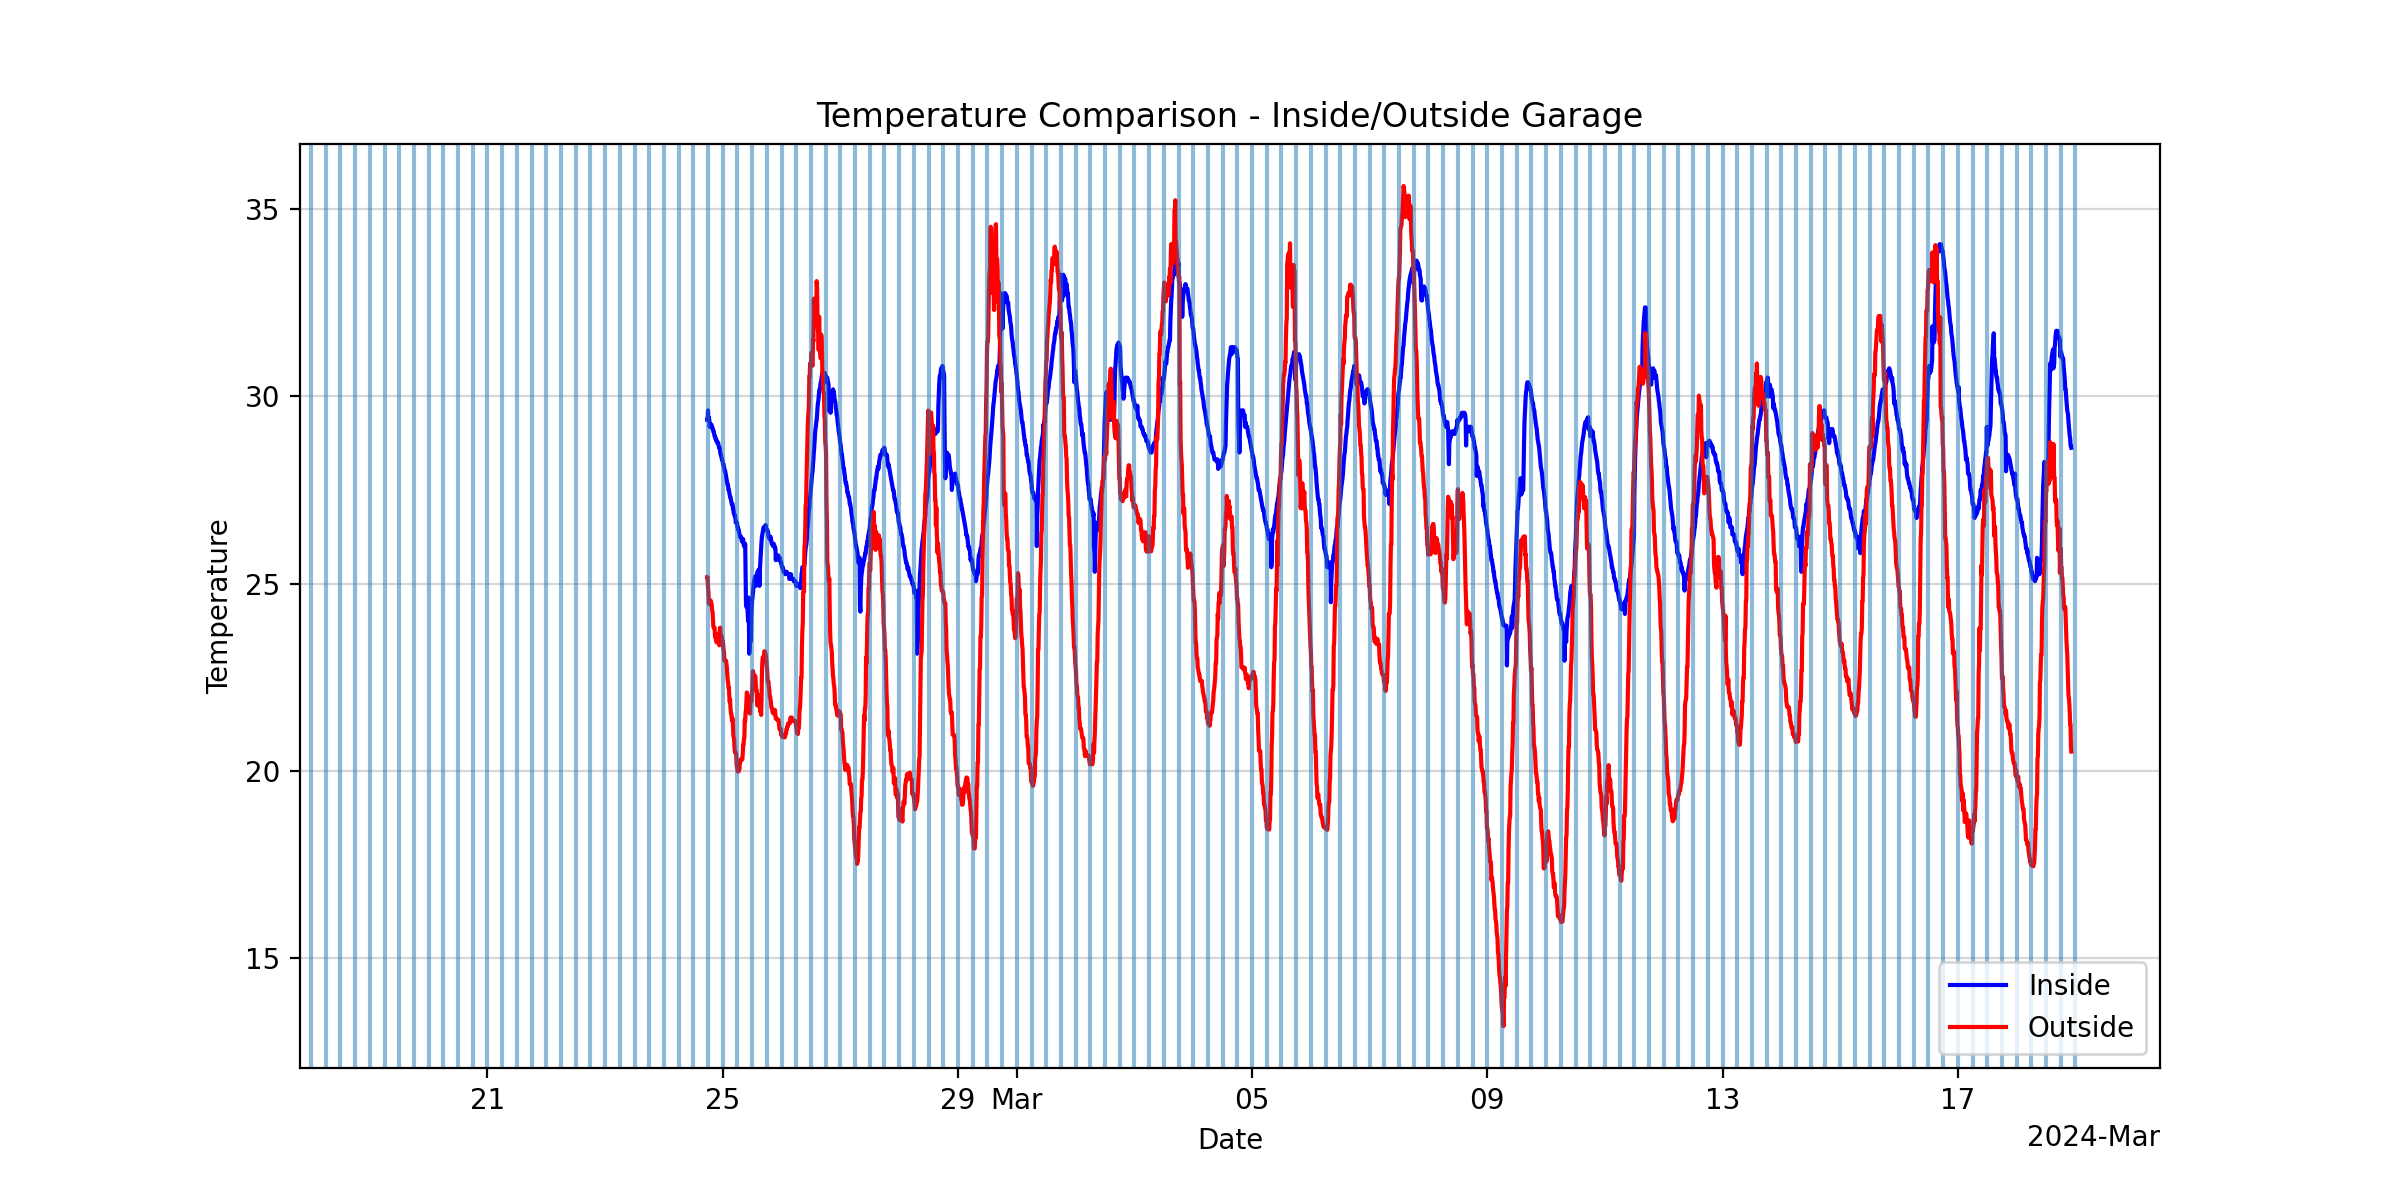 Temperature Comparison - Inside/Outside Garage
Temperature
35
30
25
20
15
Inside
Outside
21 25 29 Mar 05 09 13 17
Date
2024-Mar